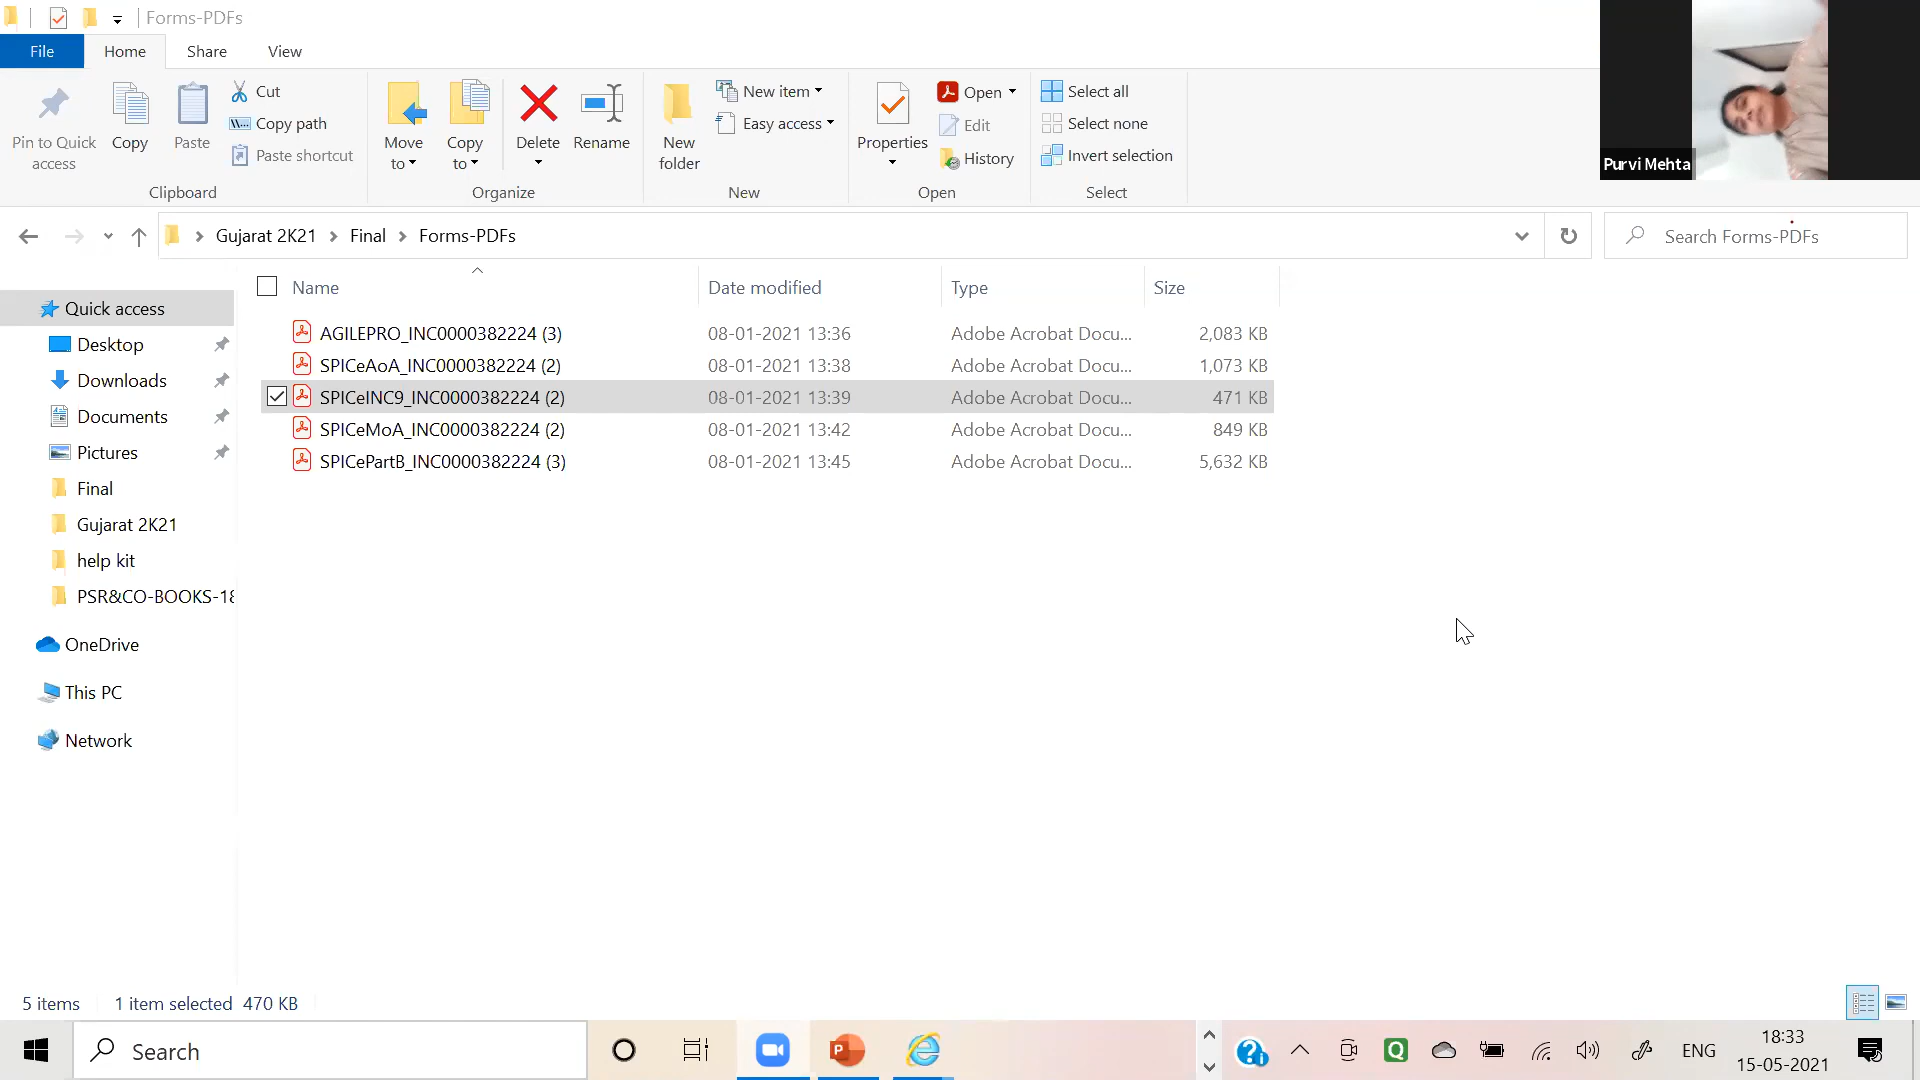 Forms-PDFs
File Home Share View
Pin to Quick access
Copy
Paste
Cut
Copy path
Paste shortcut
Clipboard
Move to
Copy to
Delete
Rename
Organize
New folder
New item
Easy access
New
Properties
Open
Edit
History
Open
Select all
Select none
Invert selection
Select
Purvi Mehta
Gujarat 2K21 Final Forms-PDFs
Search Forms-PDFs
Quick access
Desktop
Downloads
Documents
Pictures
Final
Gujarat 2K21
help kit
PSR&CO-BOOKS-18
OneDrive
This PC
Network
Name Date modified Type Size
AGILEPRO_INC0000382224 (3) 08-01-2021 13:36 Adobe Acrobat Docu... 2,083 KB
SPICeAoA_INC0000382224 (2) 08-01-2021 13:38 Adobe Acrobat Docu... 1,073 KB
SPICeINC9_INC0000382224 (2) 08-01-2021 13:39 Adobe Acrobat Docu... 471 KB
SPICeMoA_INC0000382224 (2) 08-01-2021 13:42 Adobe Acrobat Docu... 849 KB
SPICePartB_INC0000382224 (3) 08-01-2021 13:45 Adobe Acrobat Docu... 5,632 KB
5 items 1 item selected 470 KB
Search
ENG
18:33
15-05-2021